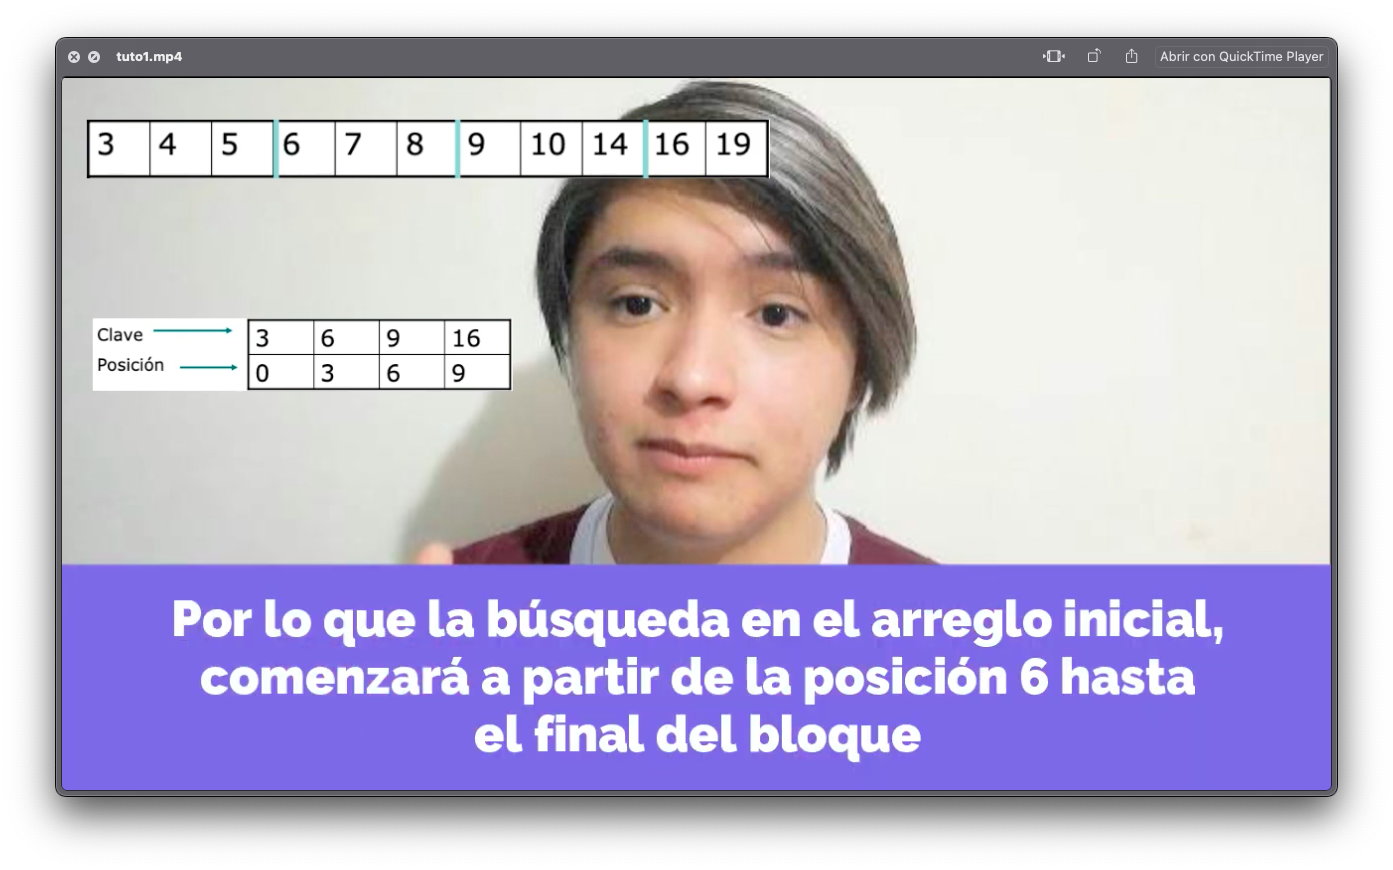 tuto1.mp4
Abrir con QuickTime Player
3 4 5 6 7 8 9 10 14 16 19
Clave 3 6 9 16
Posición 0 3 6 9
Por lo que la búsqueda en el arreglo inicial,
comenzará a partir de la posición 6 hasta
el final del bloque